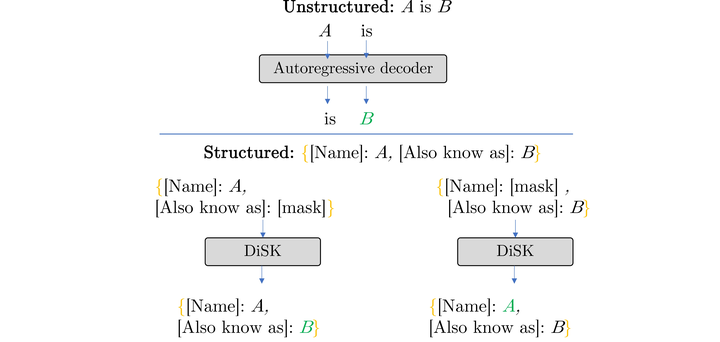 Unstructured: A is B
A is
Autoregressive decoder
is B
Structured: {[Name]: A, [Also know as]: B}
{[Name]: A,
[Also know as]: [mask]}
DiSK
{[Name]: A,
[Also know as]: B}
{[Name]: [mask] ,
[Also know as]: B}
DiSK
{[Name]: A,
[Also know as]: B}